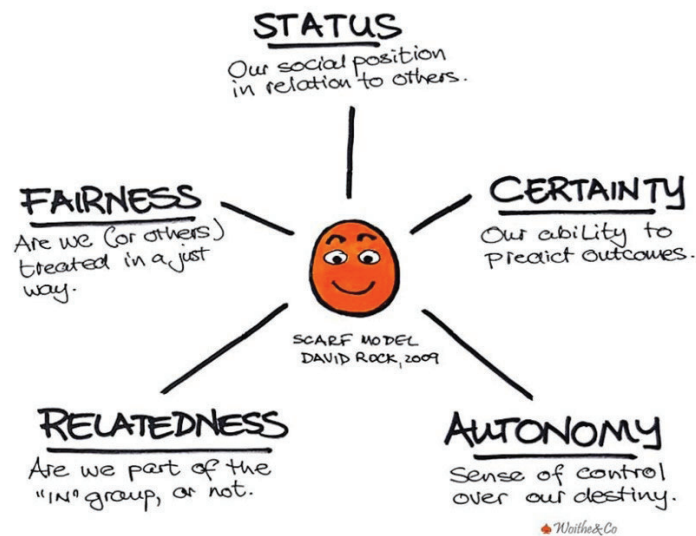 STATUS
Our social position
in relation to others.
CERTAINTY
Our ability to
predict outcomes.
AUTONOMY
Sense of control
over our destiny.
RELATEDNESS
Are we part of the
"IN" group, or not.
FAIRNESS
Are we (or others)
treated in a just
way.
SCARF MODEL
DAVID ROCK, 2009
Woithe&Co